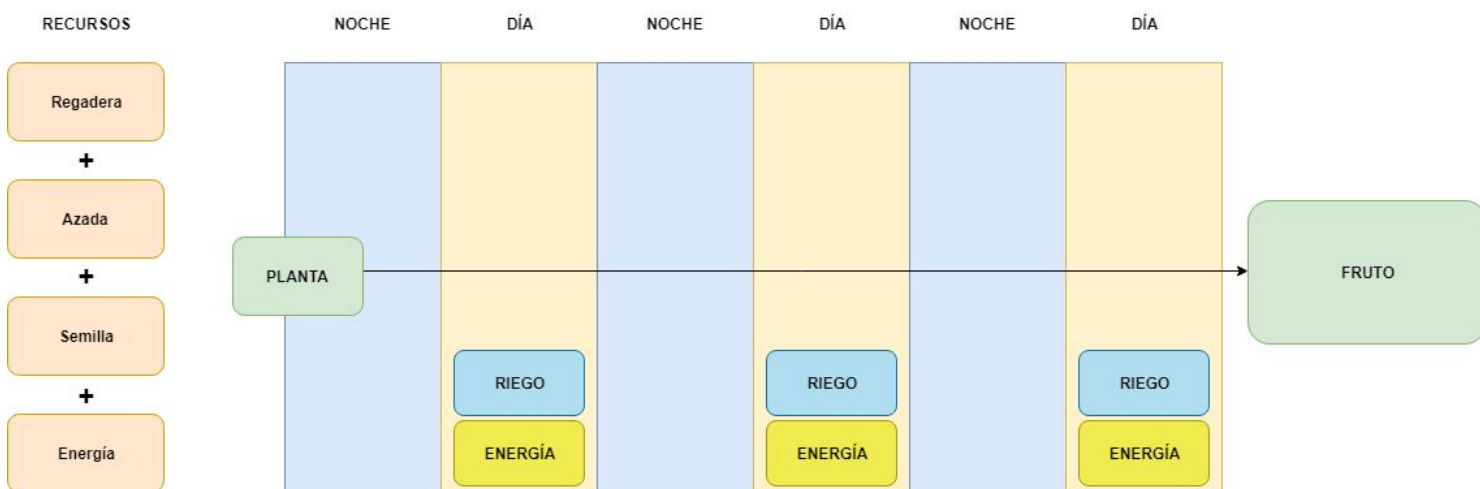 RECURSOS
NOCHE DÍA NOCHE DÍA NOCHE DÍA
Regadera
+
Azada
+
Semilla
+
Energía
PLANTA
FRUTO
RIEGO RIEGO RIEGO
ENERGÍA ENERGÍA ENERGÍA